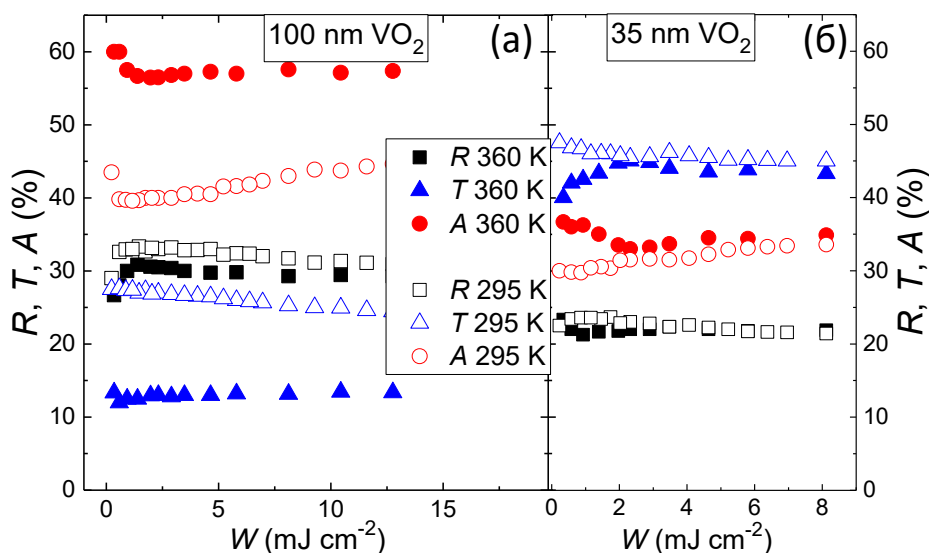 100 nm VO₂
(а)
35 nm VO₂
(б)
R, T, A (%)
60
50
40
30
20
10
0
0
5
10
15
W (mJ cm⁻²)
R 360 K
T 360 K
A 360 K
R 295 K
T 295 K
A 295 K
0
2
4
6
8
W (mJ cm⁻²)
60
50
40
30
20
10
0
R, T, A (%)